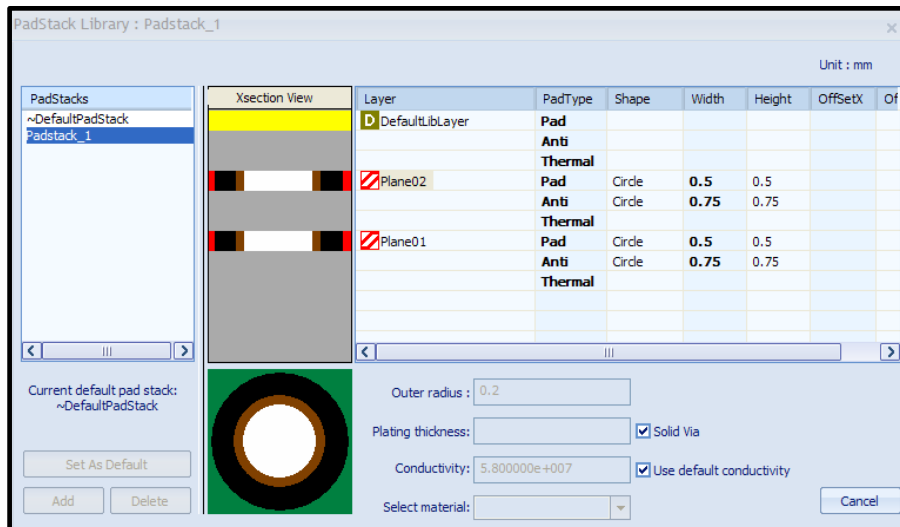 PadStack Library : Padstack_1
Unit : mm
PadStacks
~DefaultPadStack
Padstack_1
Xsection View
Layer PadType Shape Width Height OffSetX Of
D DefaultLibLayer Pad
Anti
Thermal
Plane02 Pad Circle 0.5 0.5
Anti Circle 0.75 0.75
Thermal
Plane01 Pad Circle 0.5 0.5
Anti Circle 0.75 0.75
Thermal
Current default pad stack:
~DefaultPadStack
Set As Default
Add Delete
Outer radius : 0.2
Plating thickness: Solid Via
Conductivity: 5.800000e+007 Use default conductivity
Select material:
Cancel